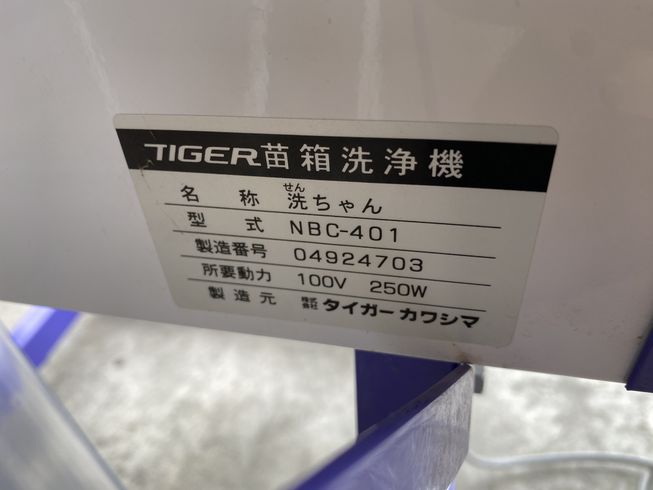 TIGER苗箱洗浄機
名称 洗ちゃん
せん
型式 NBC-401
製造番号 04924703
所要動力 100V 250W
製造元 株式会社 タイガーカワシマ